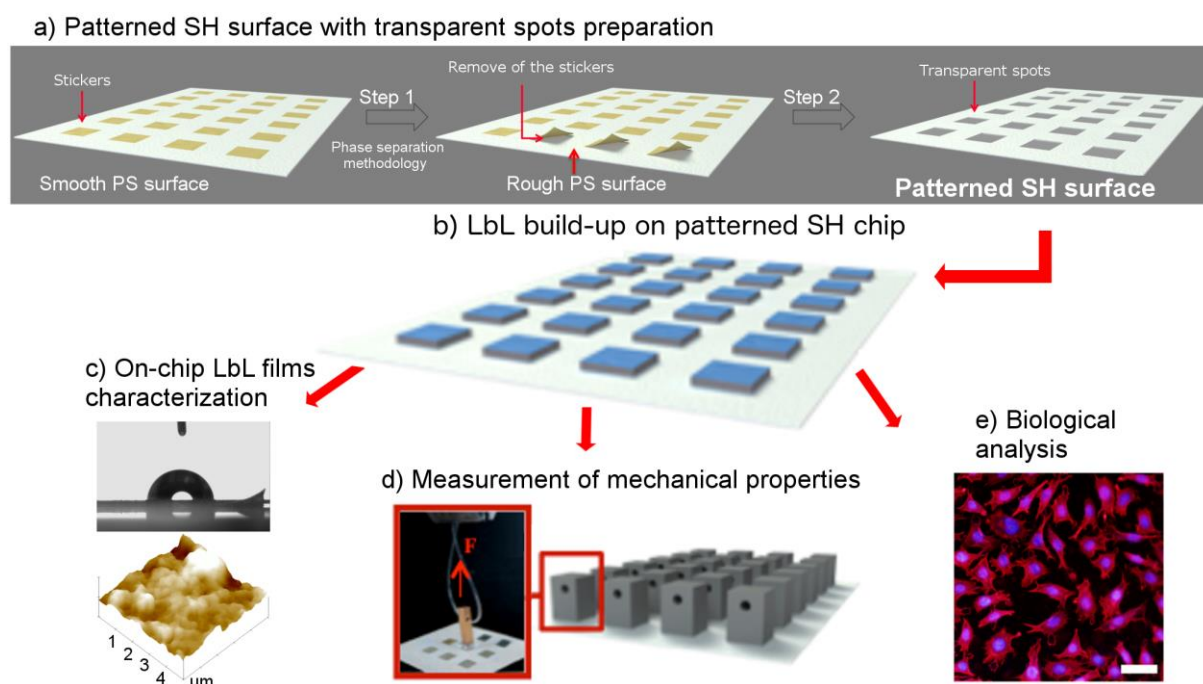 a) Patterned SH surface with transparent spots preparation
Stickers
Remove of the stickers
Transparent spots
Step 1
Step 2
Phase separation
methodology
Smooth PS surface
Rough PS surface
Patterned SH surface
b) LbL build-up on patterned SH chip
c) On-chip LbL films
characterization
1
2
3
4
µm
d) Measurement of mechanical properties
F
e) Biological
analysis